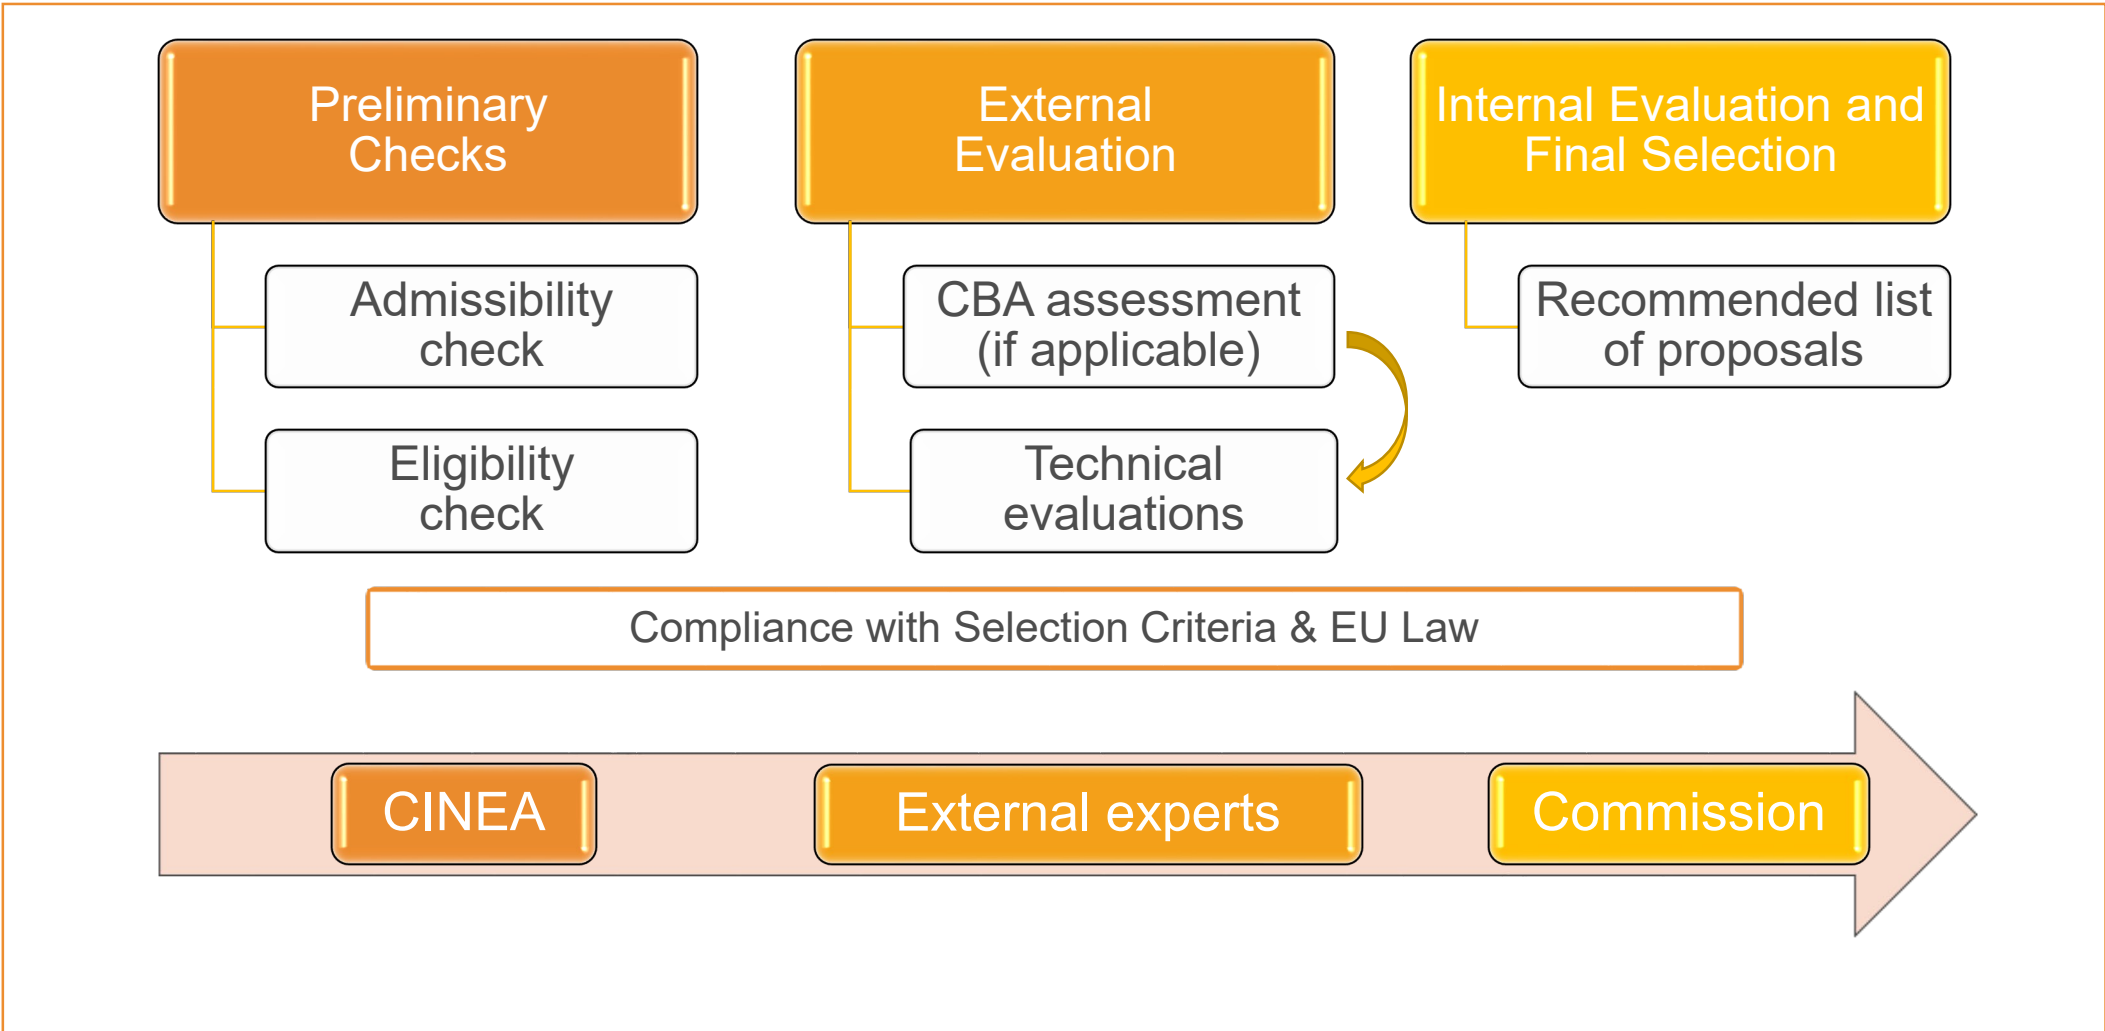 Preliminary
Checks
Admissibility
check
Eligibility
check
External
Evaluation
CBA assessment
(if applicable)
Technical
evaluations
Internal Evaluation and
Final Selection
Recommended list
of proposals
Compliance with Selection Criteria & EU Law
CINEA
External experts
Commission